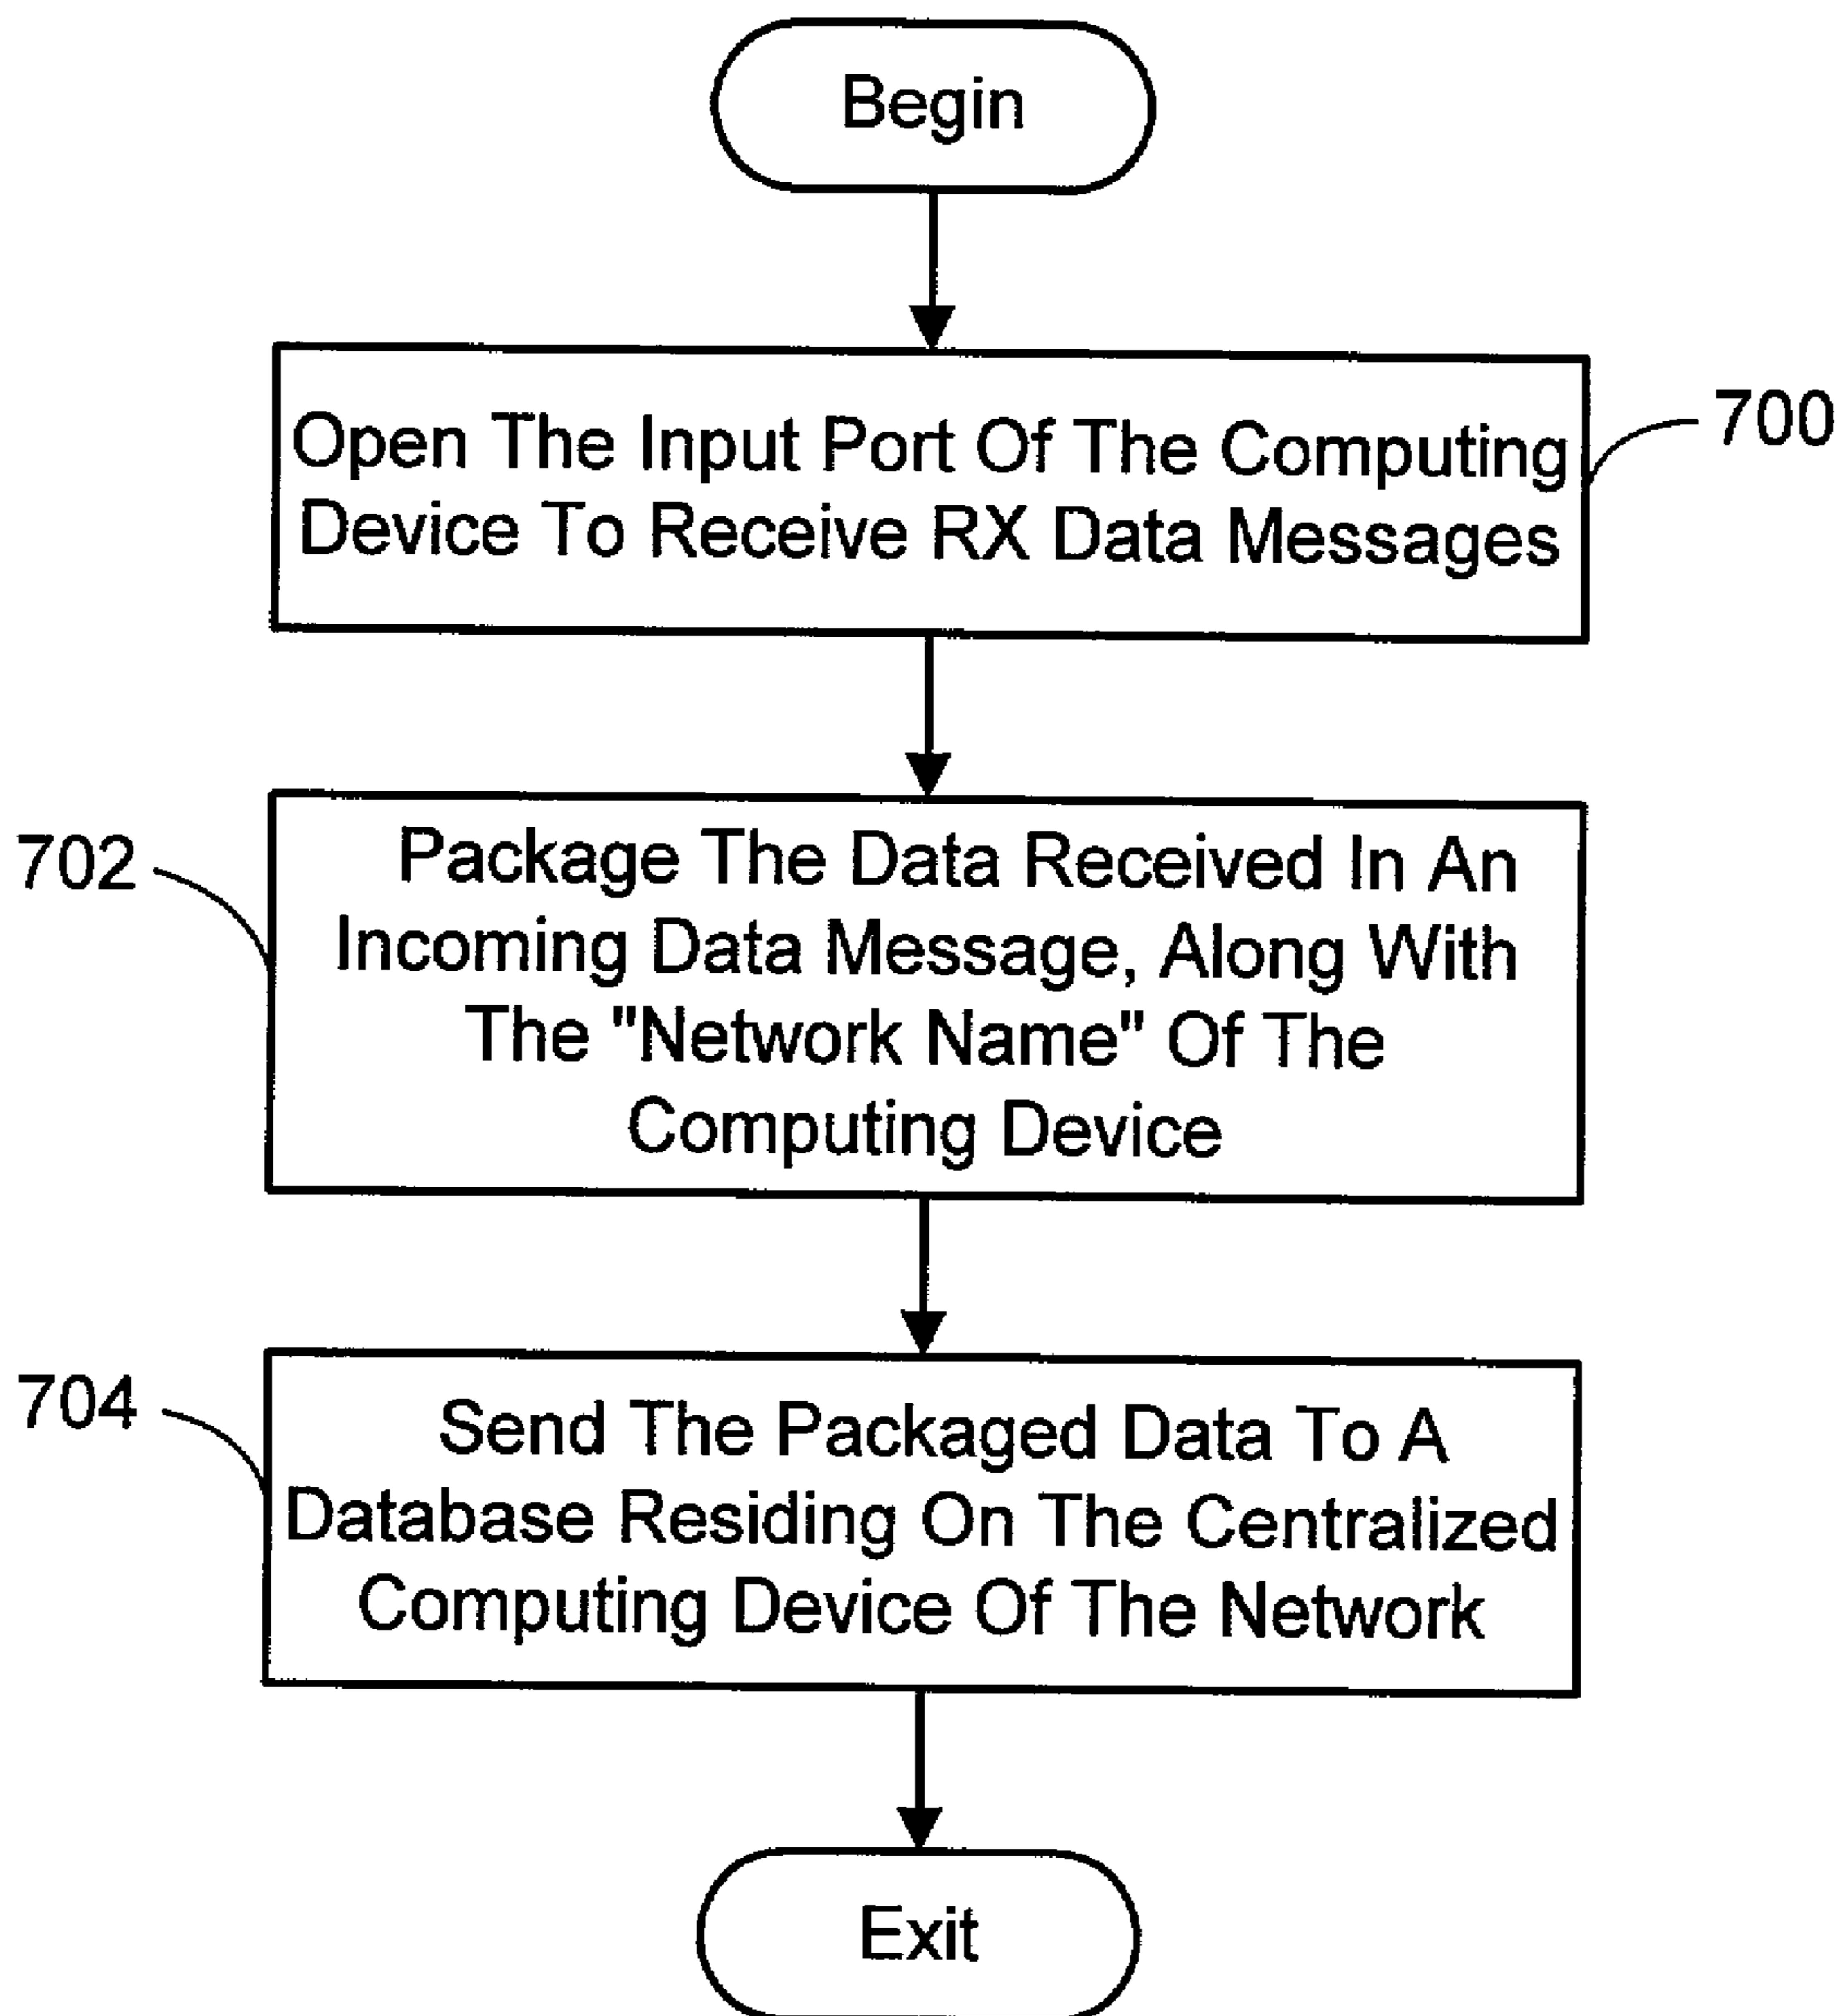 Begin
Open The Input Port Of The Computing
Device To Receive RX Data Messages
700
702
Package The Data Received In An
Incoming Data Message, Along With
The "Network Name" Of The
Computing Device
704
Send The Packaged Data To A
Database Residing On The Centralized
Computing Device Of The Network
Exit